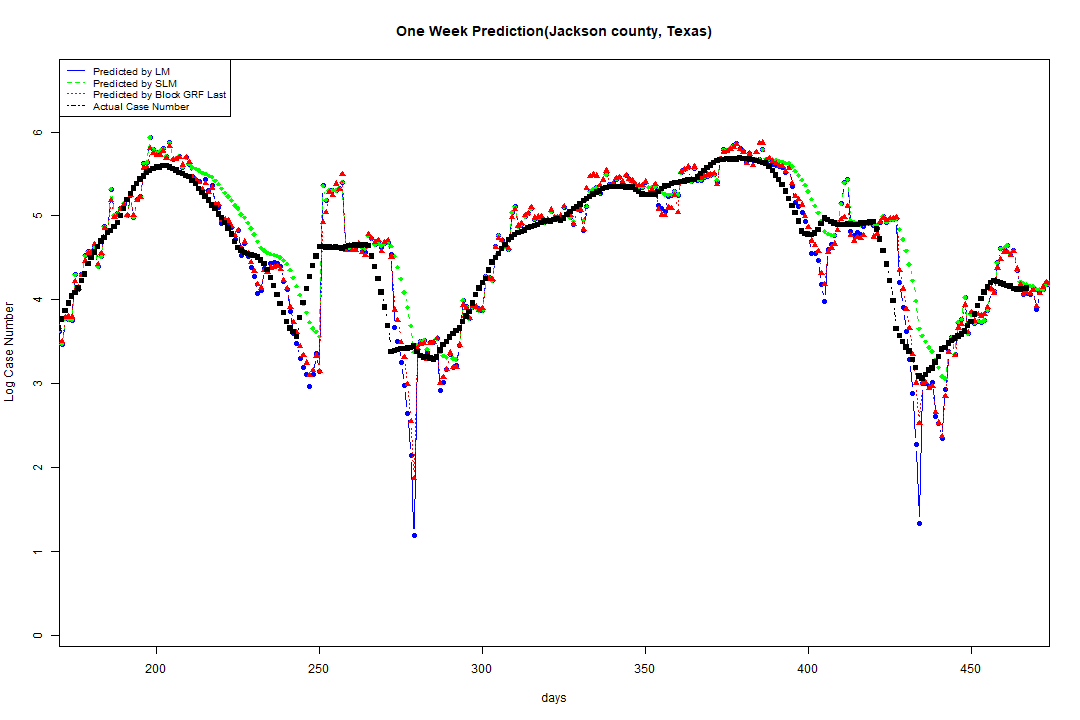 One Week Prediction(Jackson county, Texas)
Predicted by LM
Predicted by SLM
Predicted by Block GRF Last
Actual Case Number
6
5
4
3
2
1
0
Log Case Number
200 250 300 350 400 450
days